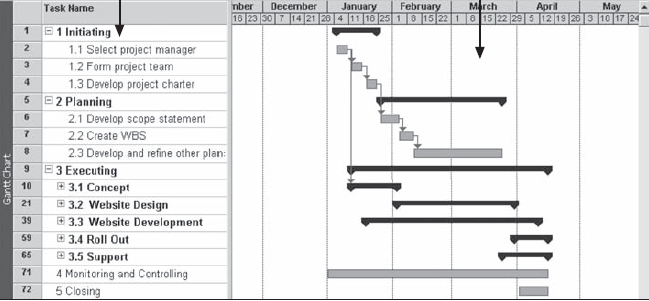 Task Name
mber December January February March April May
16 23 30 7 14 21 28 4 11 18 25 1 8 15 22 1 8 15 22 29 5 12 19 26 3 10 17 24
1 1 Initiating
2 1.1 Select project manager
3 1.2 Form project team
4 1.3 Develop project charter
5 2 Planning
6 2.1 Develop scope statement
7 2.2 Create WBS
8 2.3 Develop and refine other plan:
9 3 Executing
10 3.1 Concept
21 3.2 Website Design
39 3.3 Website Development
59 3.4 Roll Out
65 3.5 Support
71 4 Monitoring and Controlling
72 5 Closing
Gantt Chart